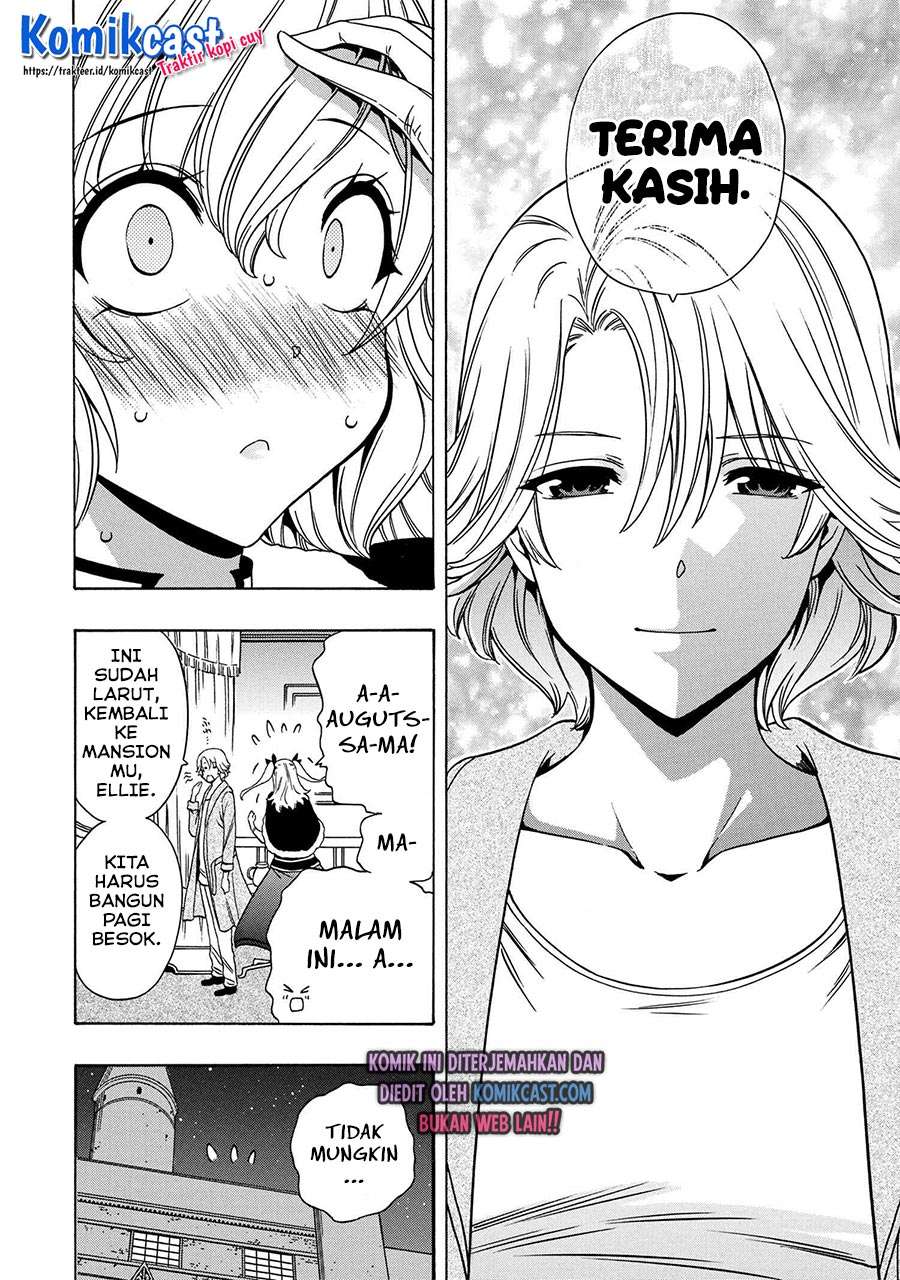 Komikcast
Traktir kopi cuy
https://trakteer.id/komikcast
TERIMA
KASIH.
A-A-
AUGUTS-
SA-MA!
MA-
MALAM
INI... A...
INI
SUDAH
LARUT,
KEMBALI
KE
MANSION
MU,
ELLIE.
KITA
HARUS
BANGUN
PAGI
BESOK.
KOMIK INI DITERJEMAHKAN DAN
DIEDIT OLEH KOMIKCAST.COM
BUKAN WEB LAIN!!
TIDAK
MUNGKIN
...